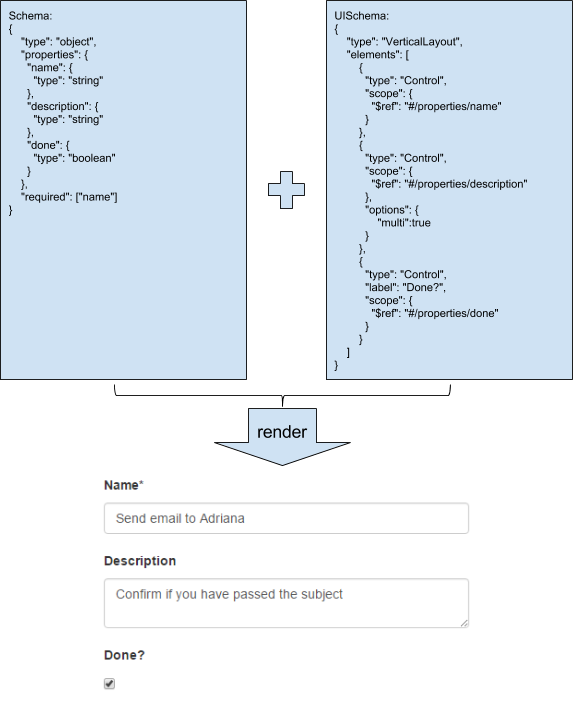 Schema:
{
"type": "object",
"properties": {
"name": {
"type": "string"
},
"description": {
"type": "string"
},
"done": {
"type": "boolean"
}
},
"required": ["name"]
}
UISchema:
{
"type": "VerticalLayout",
"elements": [
{
"type": "Control",
"scope": {
"$ref": "#/properties/name"
}
},
{
"type": "Control",
"scope": {
"$ref": "#/properties/description"
},
"options": {
"multi":true
}
},
{
"type": "Control",
"label": "Done?",
"scope": {
"$ref": "#/properties/done"
}
}
]
}
render
Name*
Send email to Adriana
Description
Confirm if you have passed the subject
Done?